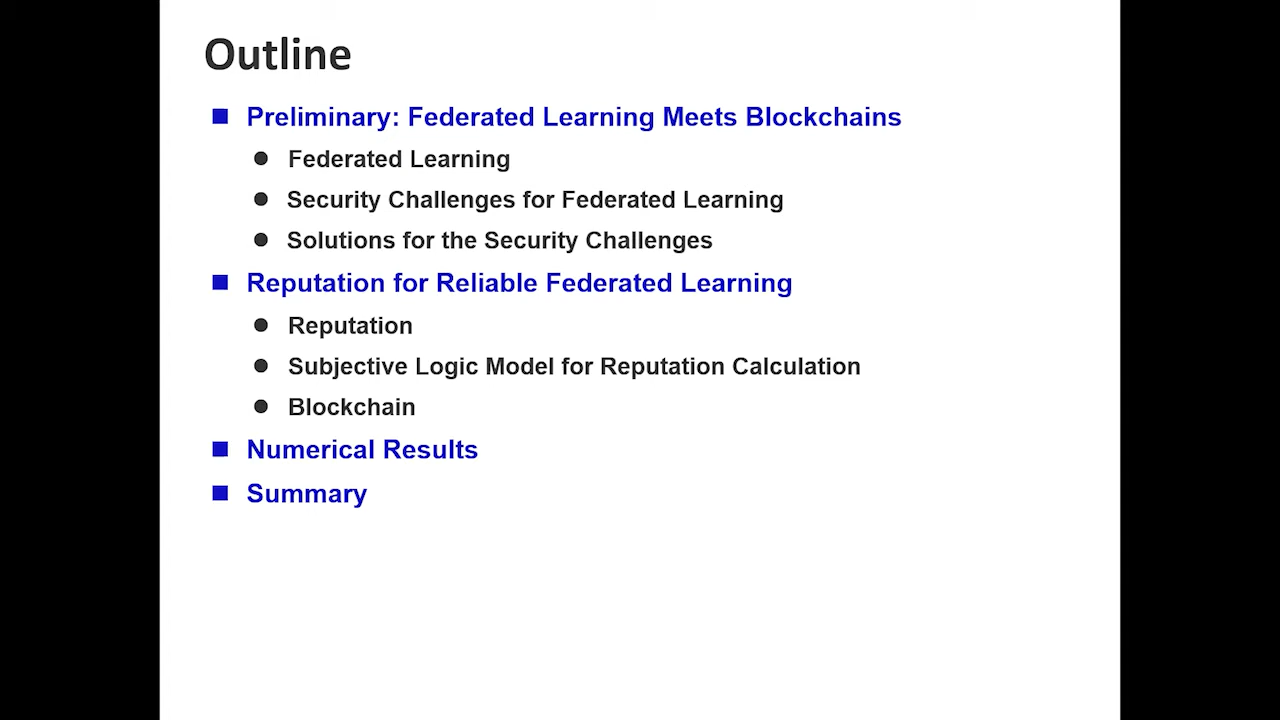 Outline
Preliminary: Federated Learning Meets Blockchains
Federated Learning
Security Challenges for Federated Learning
Solutions for the Security Challenges
Reputation for Reliable Federated Learning
Reputation
Subjective Logic Model for Reputation Calculation
Blockchain
Numerical Results
Summary